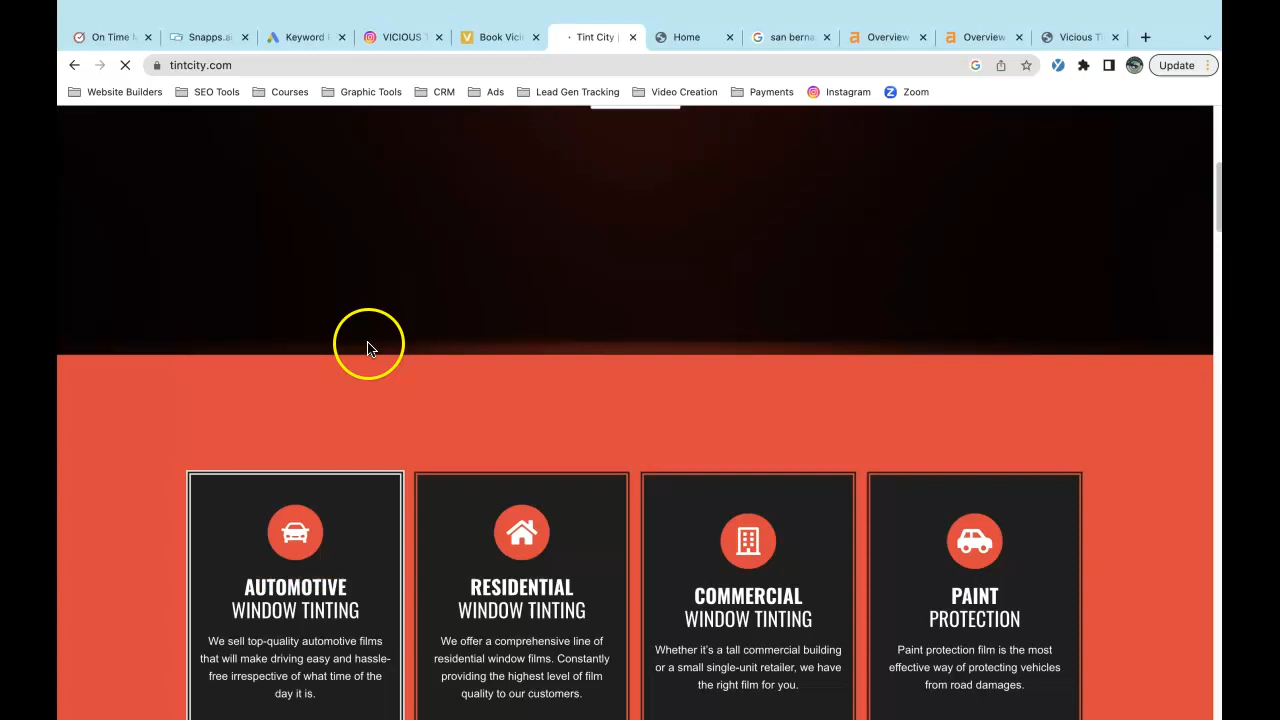 On Time M
Snapps.ai
Keyword
VICIOUS T
Book Vici
Tint City |
Home
san berna
Overview
Overview
Vicious T
tintcity.com
Update
Website Builders
SEO Tools
Courses
Graphic Tools
CRM
Ads
Lead Gen Tracking
Video Creation
Payments
Instagram
Zoom
AUTOMOTIVE
WINDOW TINTING
We sell top-quality automotive films
that will make driving easy and hassle-
free irrespective of what time of the
day it is.
RESIDENTIAL
WINDOW TINTING
We offer a comprehensive line of
residential window films. Constantly
providing the highest level of film
quality to our customers.
COMMERCIAL
WINDOW TINTING
Whether it's a tall commercial building
or a small single-unit retailer, we have
the right film for you.
PAINT
PROTECTION
Paint protection film is the most
effective way of protecting vehicles
from road damages.